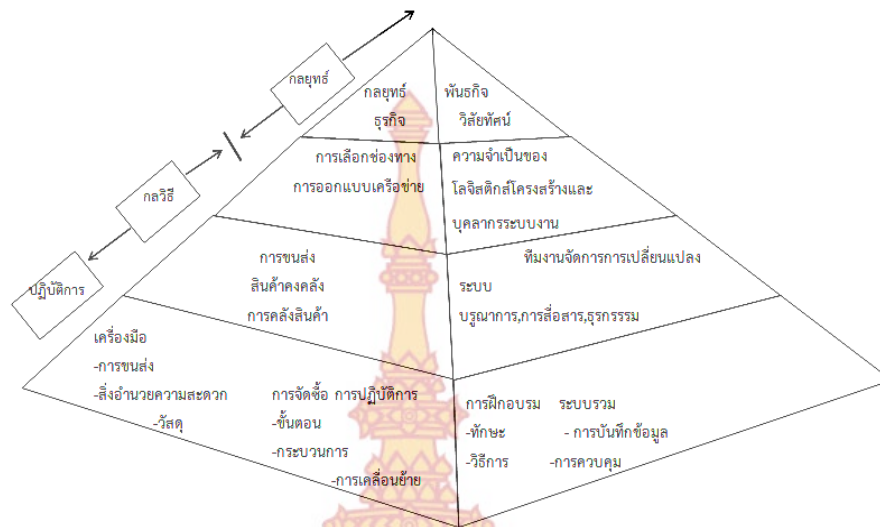 กลยุทธ์
กลวิธี
ปฏิบัติการ
กลยุทธ์ พันธกิจ
ธุรกิจ วิสัยทัศน์
การเลือกช่องทาง ความจำเป็นของ
การออกแบบเครือข่าย โลจิสติกส์โครงสร้างและ
บุคลากรระบบงาน
การขนส่ง ทีมงานจัดการการเปลี่ยนแปลง
สินค้าคงคลัง ระบบ
การคลังสินค้า บรูณาการ,การสื่อสาร,ธุรกรรรม
เครื่องมือ
-การขนส่ง
-สิ่งอำนวยความสะดวก การจัดซื้อ การปฏิบัติการ
-วัสดุ -ขั้นตอน
-กระบวนการ
-การเคลื่อนย้าย
การฝึกอบรม ระบบรวม
-ทักษะ - การบันทึกข้อมูล
-วิธีการ -การควบคุม